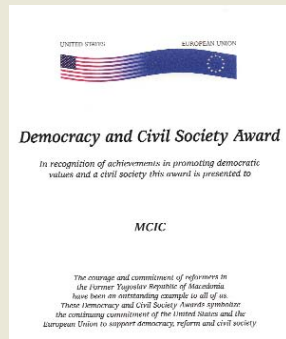 UNITED STATES EUROPEAN UNION
Democracy and Civil Society Award
In recognition of achievements in promoting democratic
values and a civil society this award is presented to
MCIC
The courage and commitment of reformers in
the Former Yugoslav Republic of Macedonia
have been an outstanding example to all of us.
These Democracy and Civil Society Awards symbolize
the continuing commitment of the United States and the
European Union to support democracy, reform and civil society